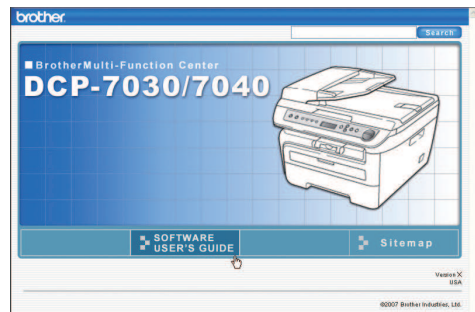 brother
Search
BrotherMulti-Function Center
DCP-7030/7040
SOFTWARE
USER'S GUIDE
Sitemap
Version X
USA
©2007 Brother Industries, Ltd.